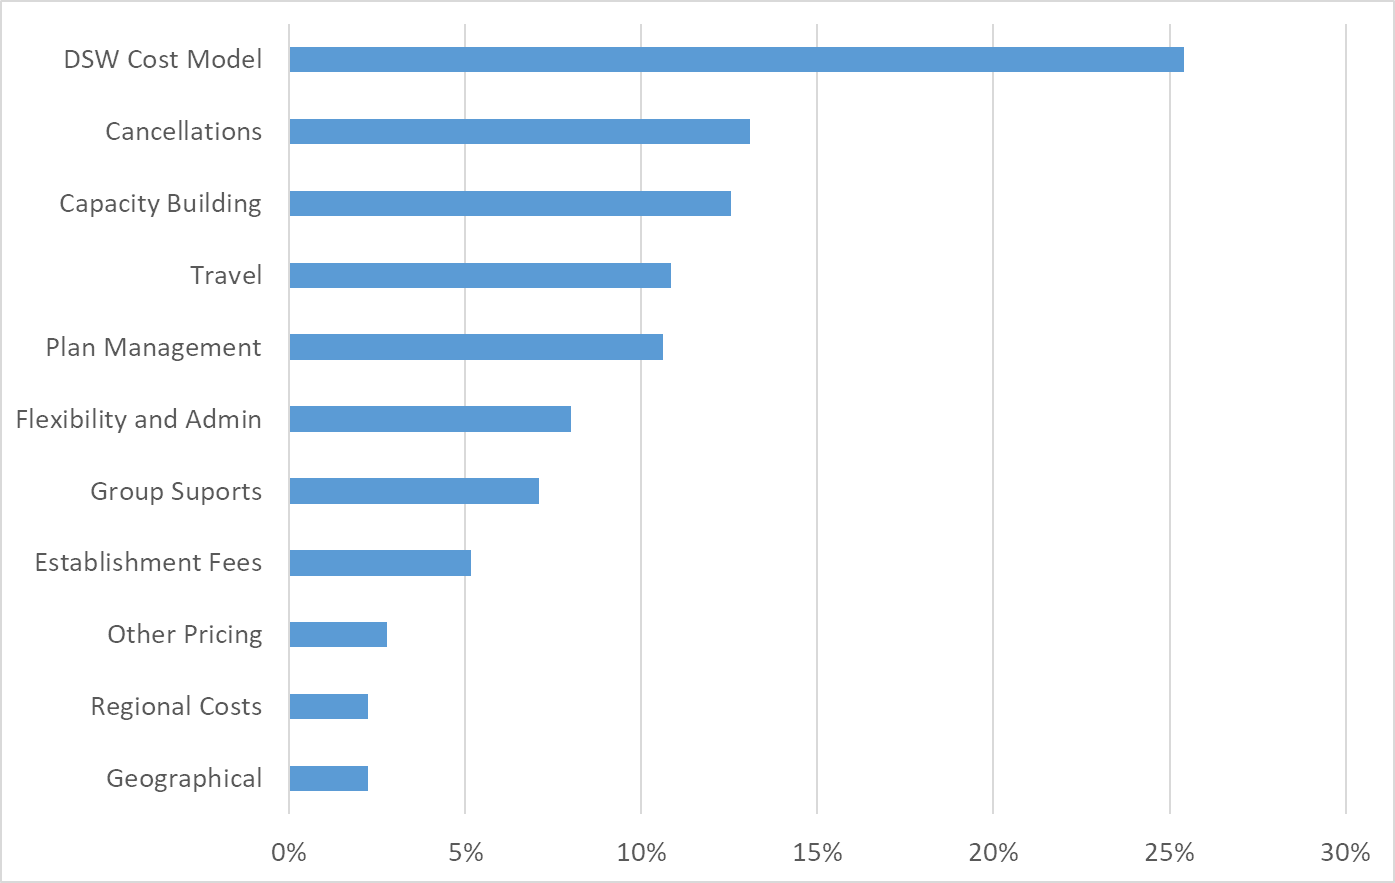 DSW Cost Model
Cancellations
Capacity Building
Travel
Plan Management
Flexibility and Admin
Group Suports
Establishment Fees
Other Pricing
Regional Costs
Geographical
0% 5% 10% 15% 20% 25% 30%